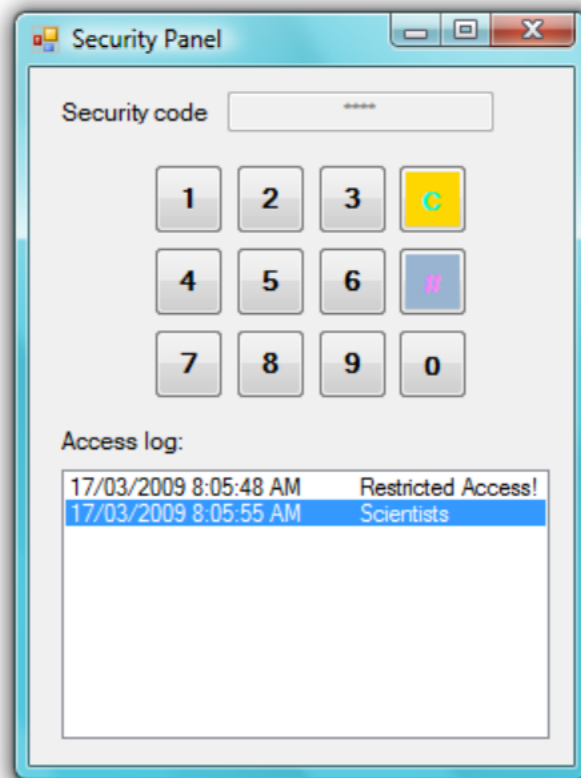 Security Panel
Security code ****
1 2 3 C
4 5 6 #
7 8 9 0
Access log:
17/03/2009 8:05:48 AM Restricted Access!
17/03/2009 8:05:55 AM Scientists